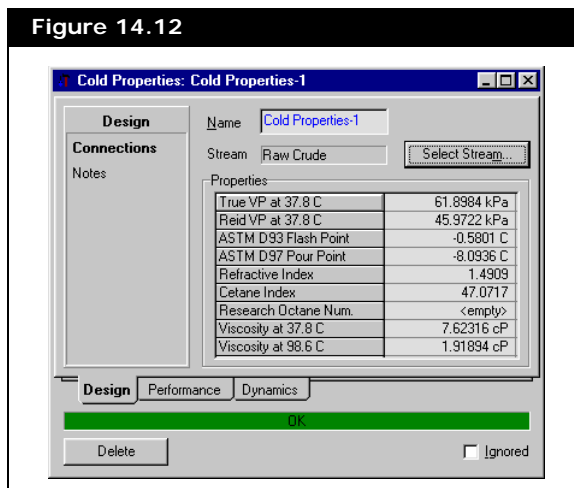 Figure 14.12
Cold Properties: Cold Properties-1
Design
Connections
Notes
Name Cold Properties-1
Stream Raw Crude Select Stream...
Properties
True VP at 37.8 C 61.8984 kPa
Reid VP at 37.8 C 45.9722 kPa
ASTM D93 Flash Point -0.5801 C
ASTM D97 Pour Point -8.0936 C
Refractive Index 1.4909
Cetane Index 47.0717
Research Octane Num. <empty>
Viscosity at 37.8 C 7.62316 cP
Viscosity at 98.6 C 1.91894 cP
Design Performance Dynamics
OK
Delete Ignored